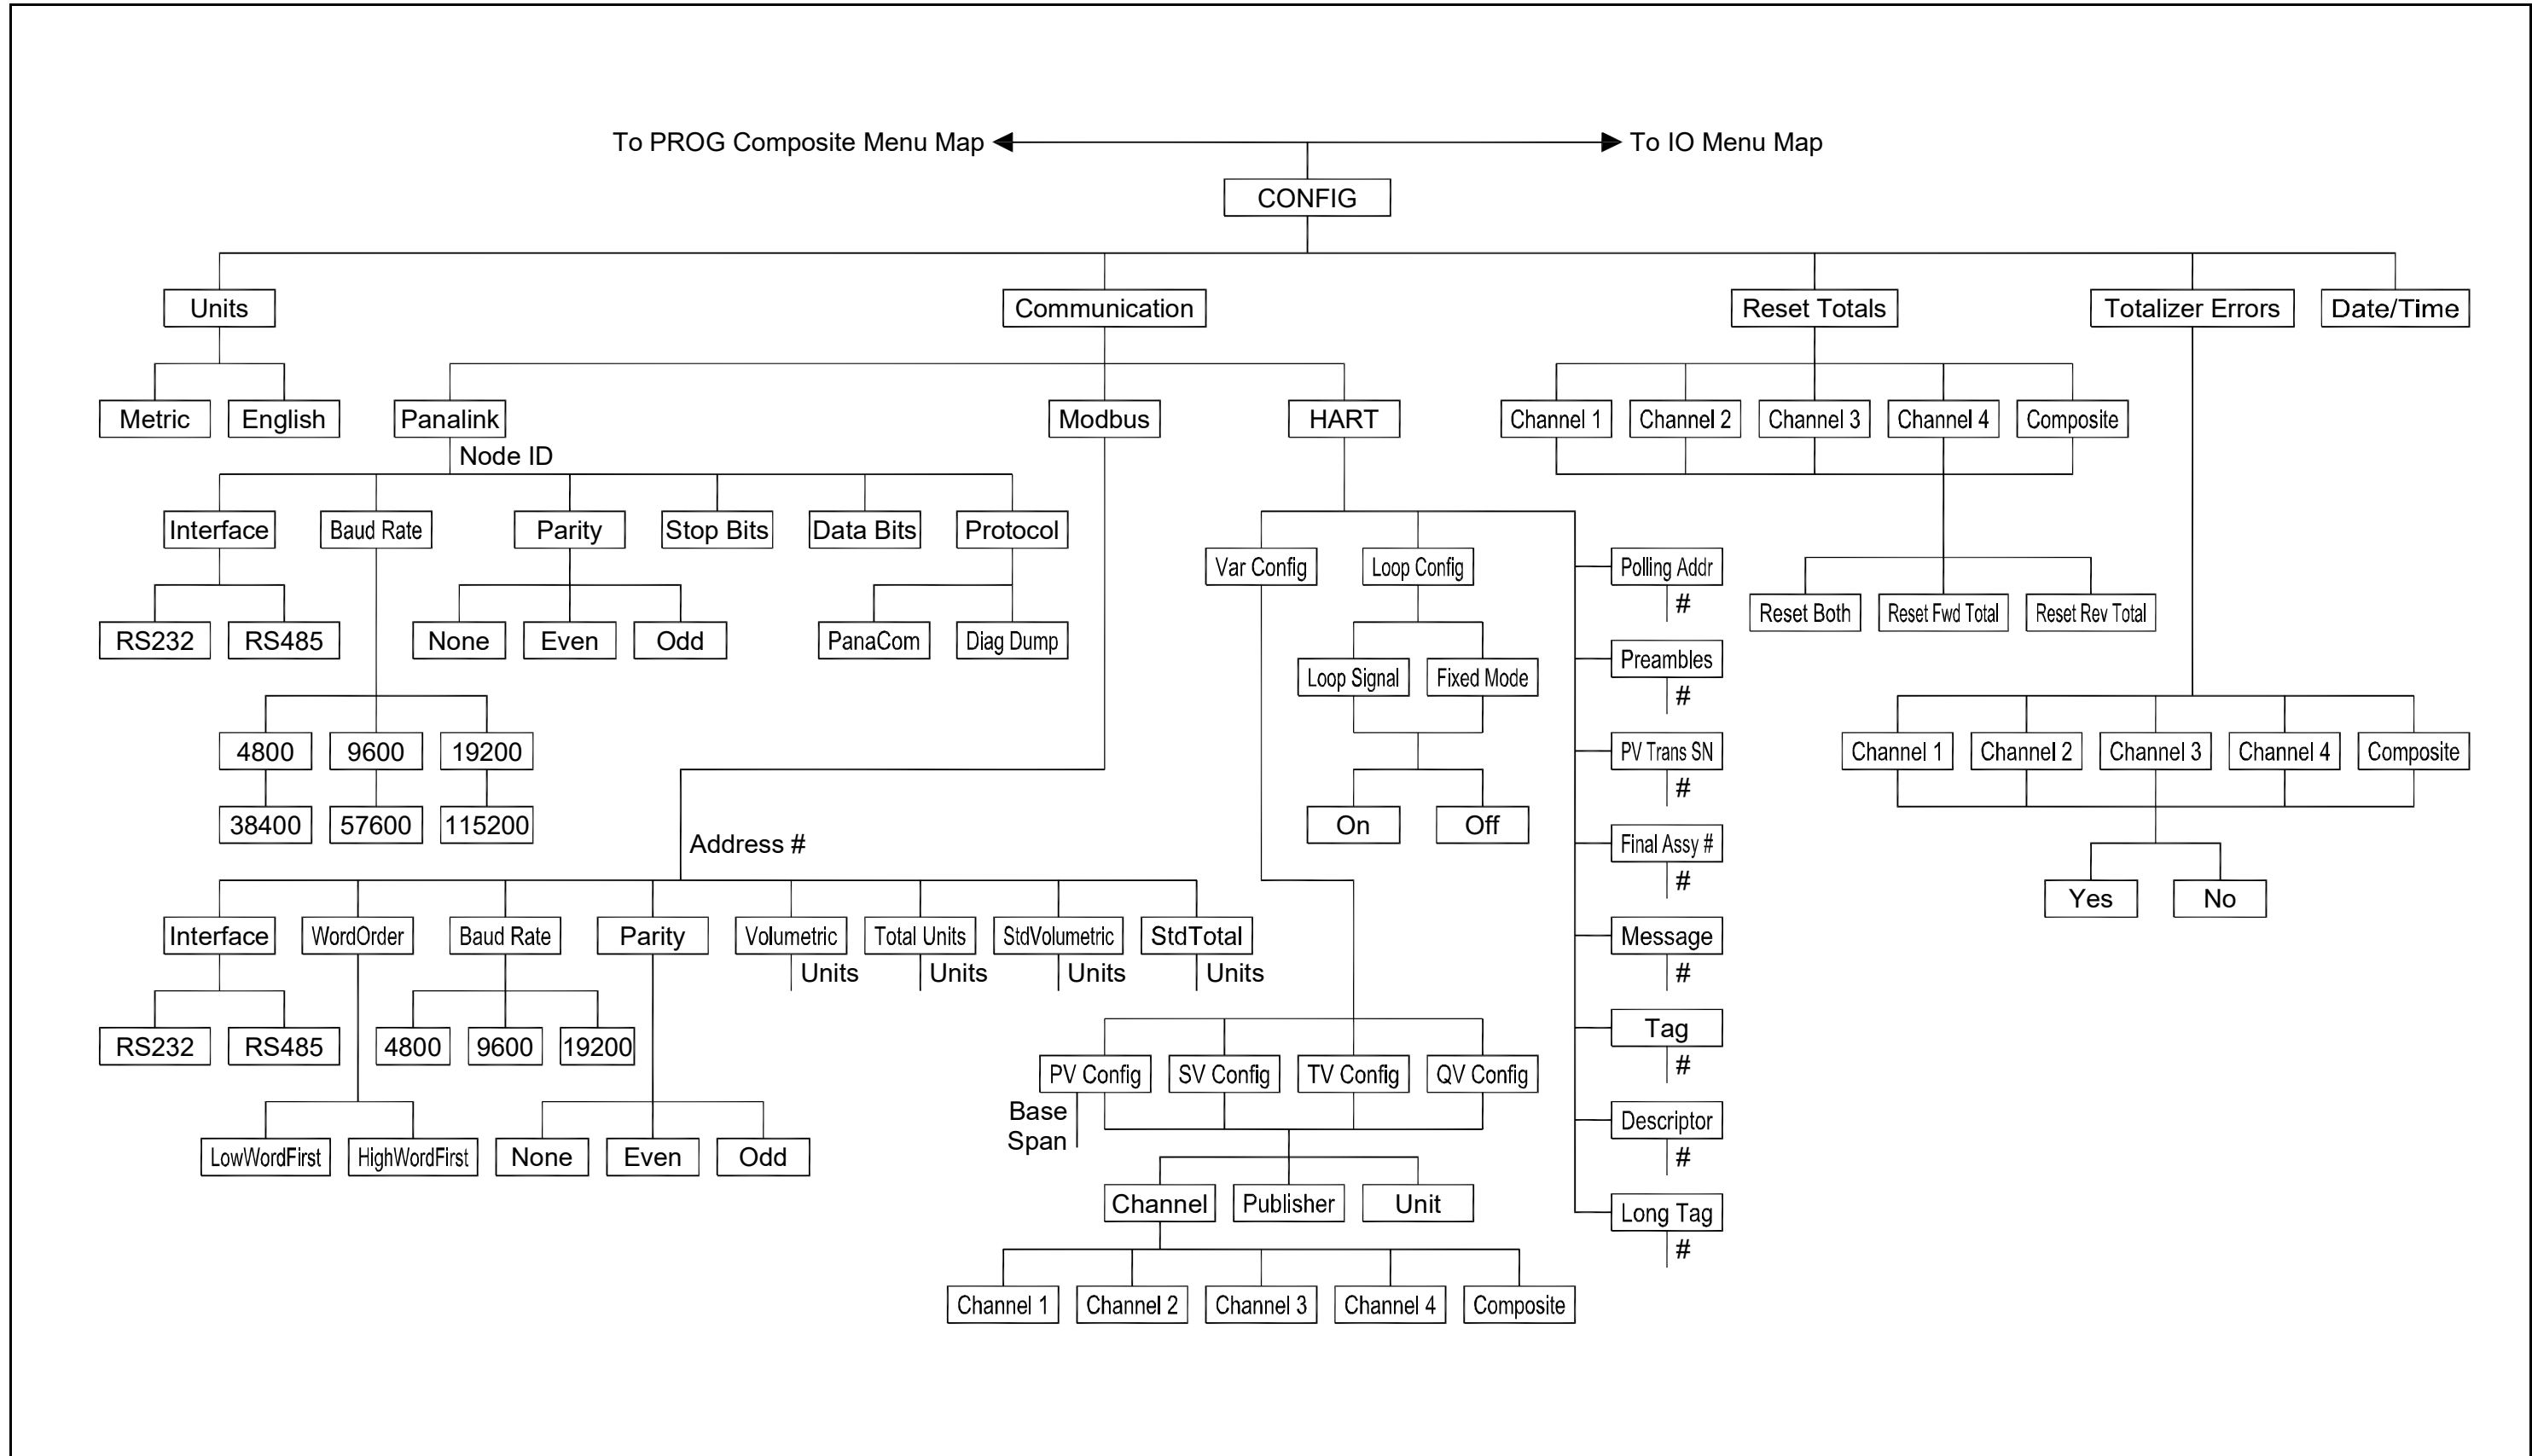 To PROG Composite Menu Map To IO Menu Map
CONFIG
Units Communication Reset Totals Totalizer Errors Date/Time
Metric English Panalink Modbus HART Channel 1 Channel 2 Channel 3 Channel 4 Composite
Node ID
Interface Baud Rate Parity Stop Bits Data Bits Protocol
Var Config Loop Config Polling Addr
#
Reset Both Reset Fwd Total Reset Rev Total
RS232 RS485 None Even Odd PanaCom Diag Dump
Preambles
Loop Signal Fixed Mode
#
4800 9600 19200 PV Trans SN Channel 1 Channel 2 Channel 3 Channel 4 Composite
#
38400 57600 115200 On Off
Address # Final Assy #
#
Yes No
Interface WordOrder Baud Rate Parity Volumetric Total Units StdVolumetric StdTotal Message
Units Units Units Units #
Tag
RS232 RS485 4800 9600 19200
#
PV Config SV Config TV Config QV Config
Base
Descriptor
Span
LowWordFirst HighWordFirst None Even Odd #
Channel Publisher Unit Long Tag
#
Channel 1 Channel 2 Channel 3 Channel 4 Composite